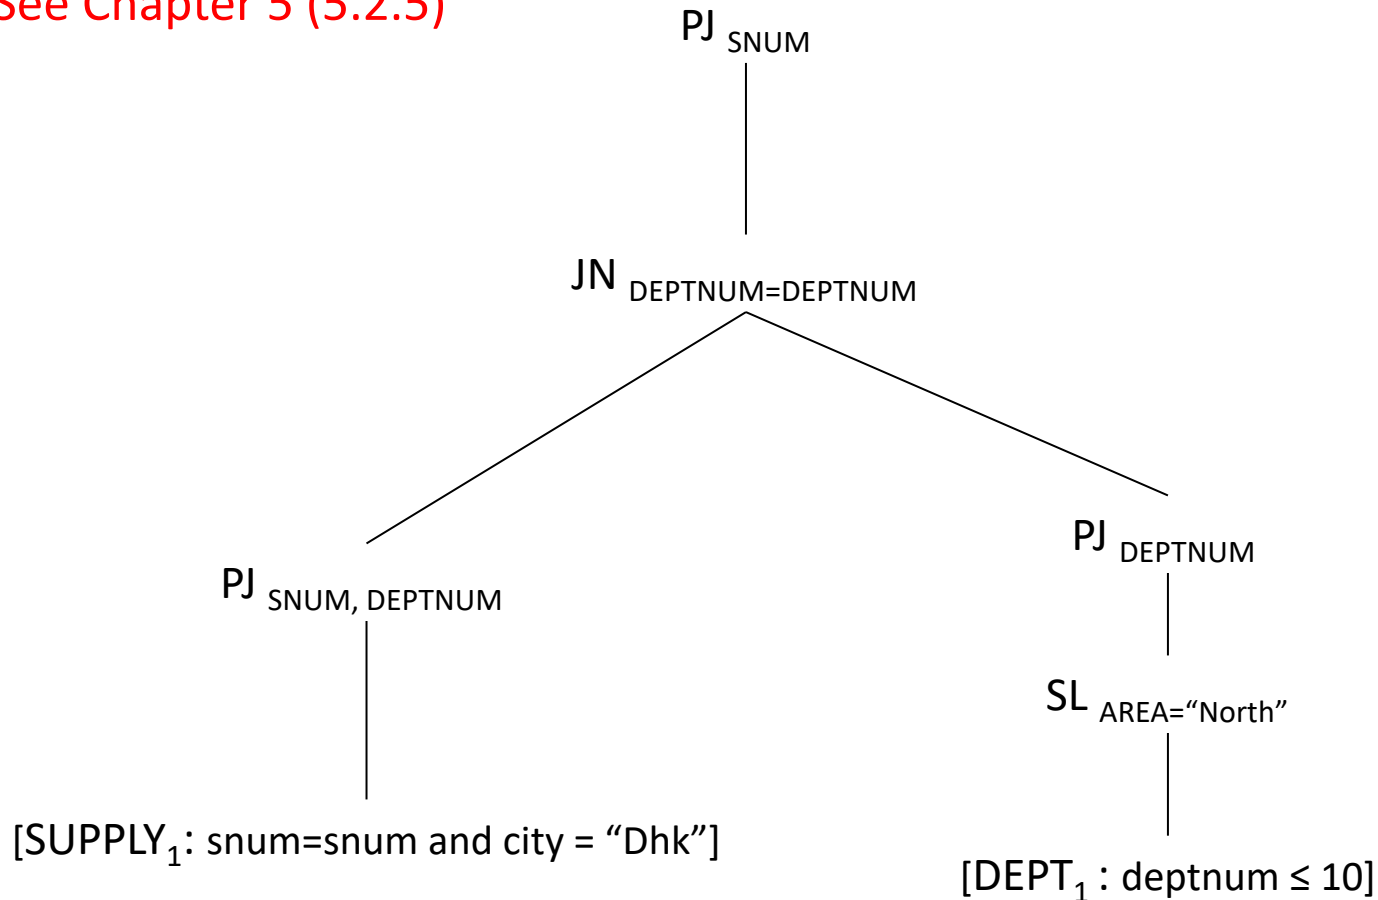 See Chapter 5 (5.2.5)
PJ SNUM
JN DEPTNUM=DEPTNUM
PJ DEPTNUM
PJ SNUM, DEPTNUM
SL AREA=“North”
[SUPPLY1: snum=snum and city = “Dhk”]
[DEPT1 : deptnum ≤ 10]